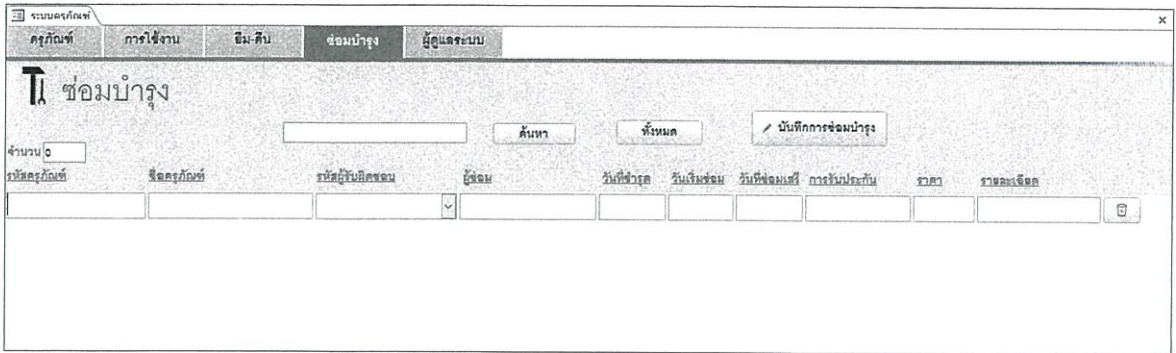 ระบบครุภัณฑ์
ครุภัณฑ์ การใช้งาน ยืม-คืน ซ่อมบำรุง ผู้ดูแลระบบ
ซ่อมบำรุง
ค้นหา ทั้งหมด บันทึกการซ่อมบำรุง
จำนวน 0
รหัสครุภัณฑ์ ชื่อครุภัณฑ์ รหัสผู้รับผิดชอบ ผู้ซ่อม วันที่ชำรุด วันเริ่มซ่อม วันที่ซ่อมเสร็ การรับประกัน ราคา รายละเอียด